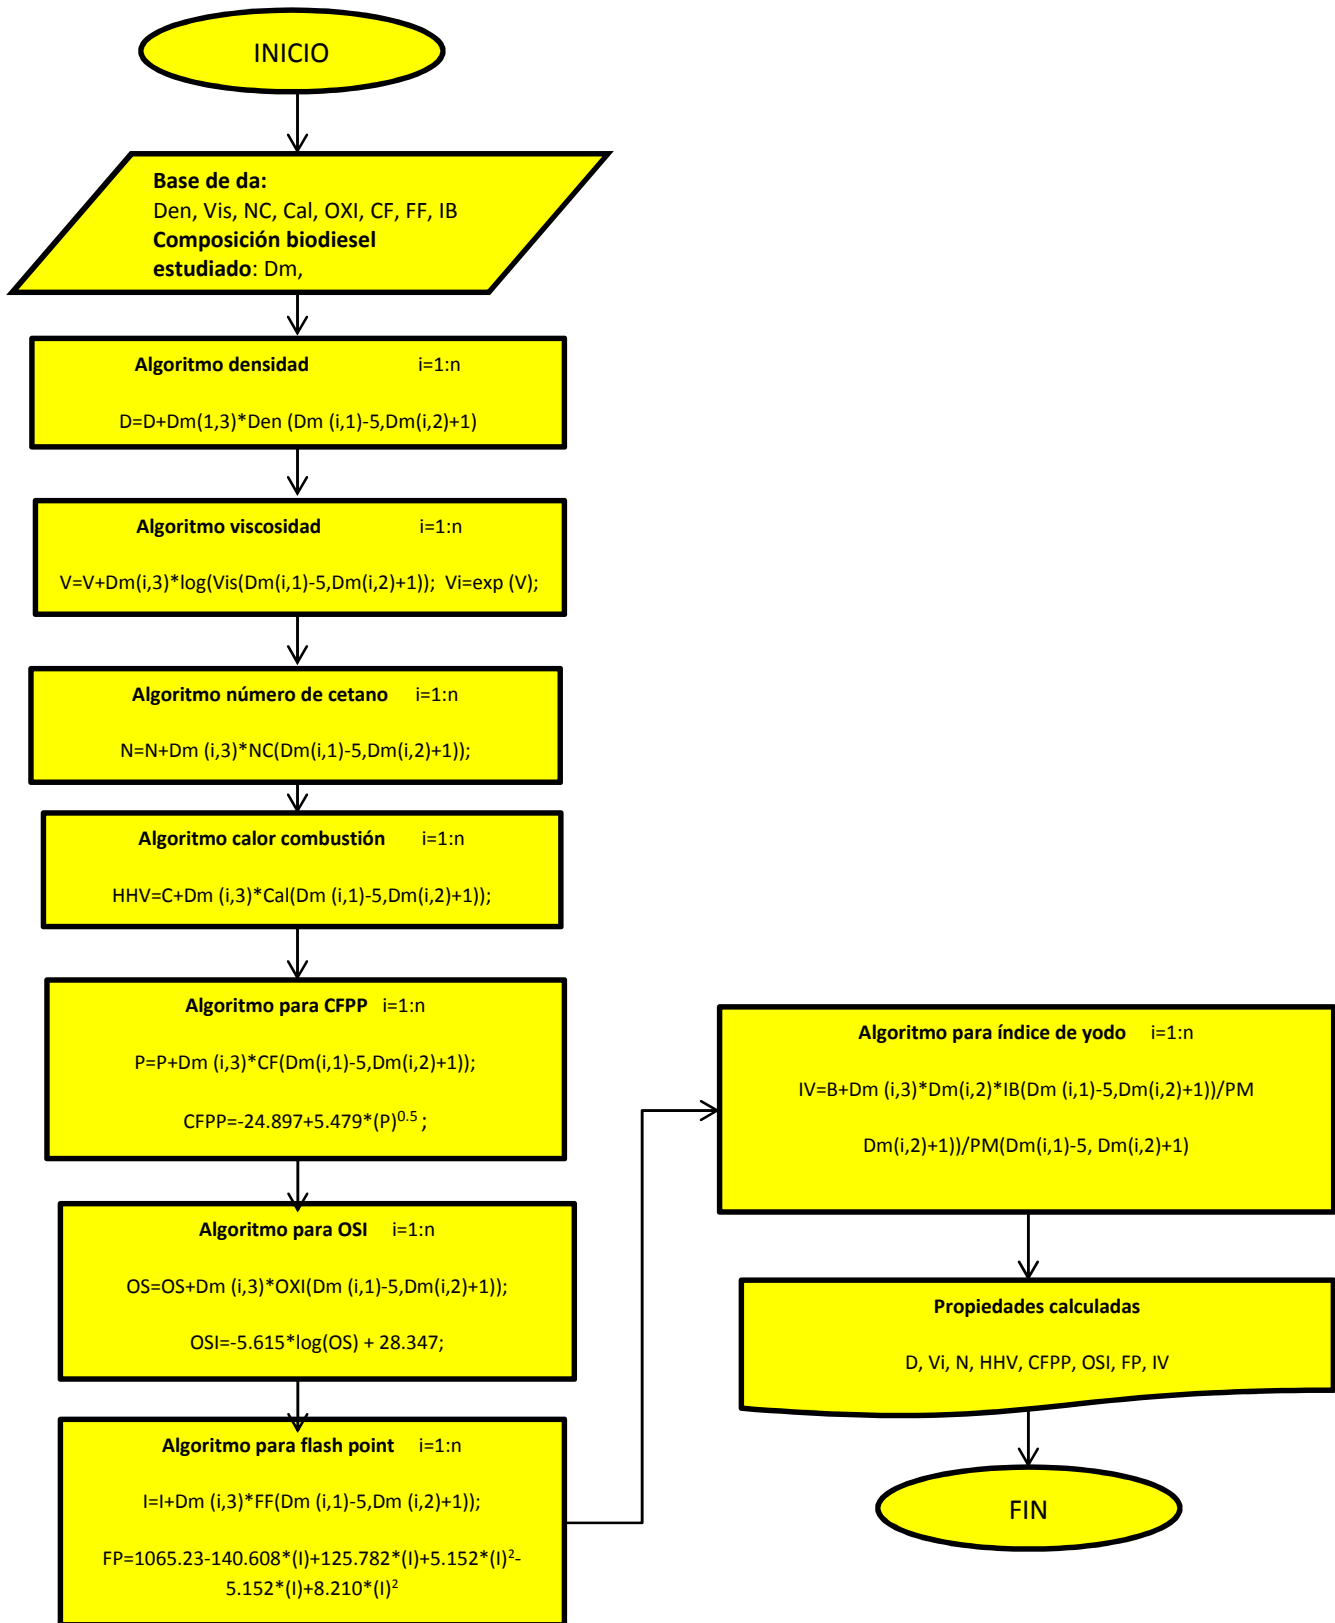 INICIO
Base de da:
Den, Vis, NC, Cal, OXI, CF, FF, IB
Composición biodiesel
estudiado: Dm,
Algoritmo densidad i=1:n
D=D+Dm(1,3)*Den (Dm (i,1)-5,Dm(i,2)+1)
Algoritmo viscosidad i=1:n
V=V+Dm(i,3)*log(Vis(Dm(i,1)-5,Dm(i,2)+1)); Vi=exp (V);
Algoritmo número de cetano i=1:n
N=N+Dm (i,3)*NC(Dm(i,1)-5,Dm(i,2)+1));
Algoritmo calor combustión i=1:n
HHV=C+Dm (i,3)*Cal(Dm (i,1)-5,Dm(i,2)+1));
Algoritmo para CFPP i=1:n
P=P+Dm (i,3)*CF(Dm(i,1)-5,Dm(i,2)+1));
CFPP=-24.897+5.479*(P)^0.5 ;
Algoritmo para OSI i=1:n
OS=OS+Dm (i,3)*OXI(Dm (i,1)-5,Dm(i,2)+1));
OSI=-5.615*log(OS) + 28.347;
Algoritmo para flash point i=1:n
I=I+Dm (i,3)*FF(Dm (i,1)-5,Dm (i,2)+1));
FP=1065.23-140.608*(I)+125.782*(I)+5.152*(I)²-
5.152*(I)+8.210*(I)²
Algoritmo para índice de yodo i=1:n
IV=B+Dm (i,3)*Dm(i,2)*IB(Dm (i,1)-5,Dm(i,2)+1))/PM
Dm(i,2)+1))/PM(Dm(i,1)-5, Dm(i,2)+1)
Propiedades calculadas
D, Vi, N, HHV, CFPP, OSI, FP, IV
FIN